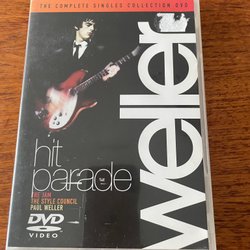 THE COMPLETE SINGLES COLLECTION DVD
weller
hit
parade
THE JAM
THE STYLE COUNCIL
PAUL WELLER
DVD
VIDEO